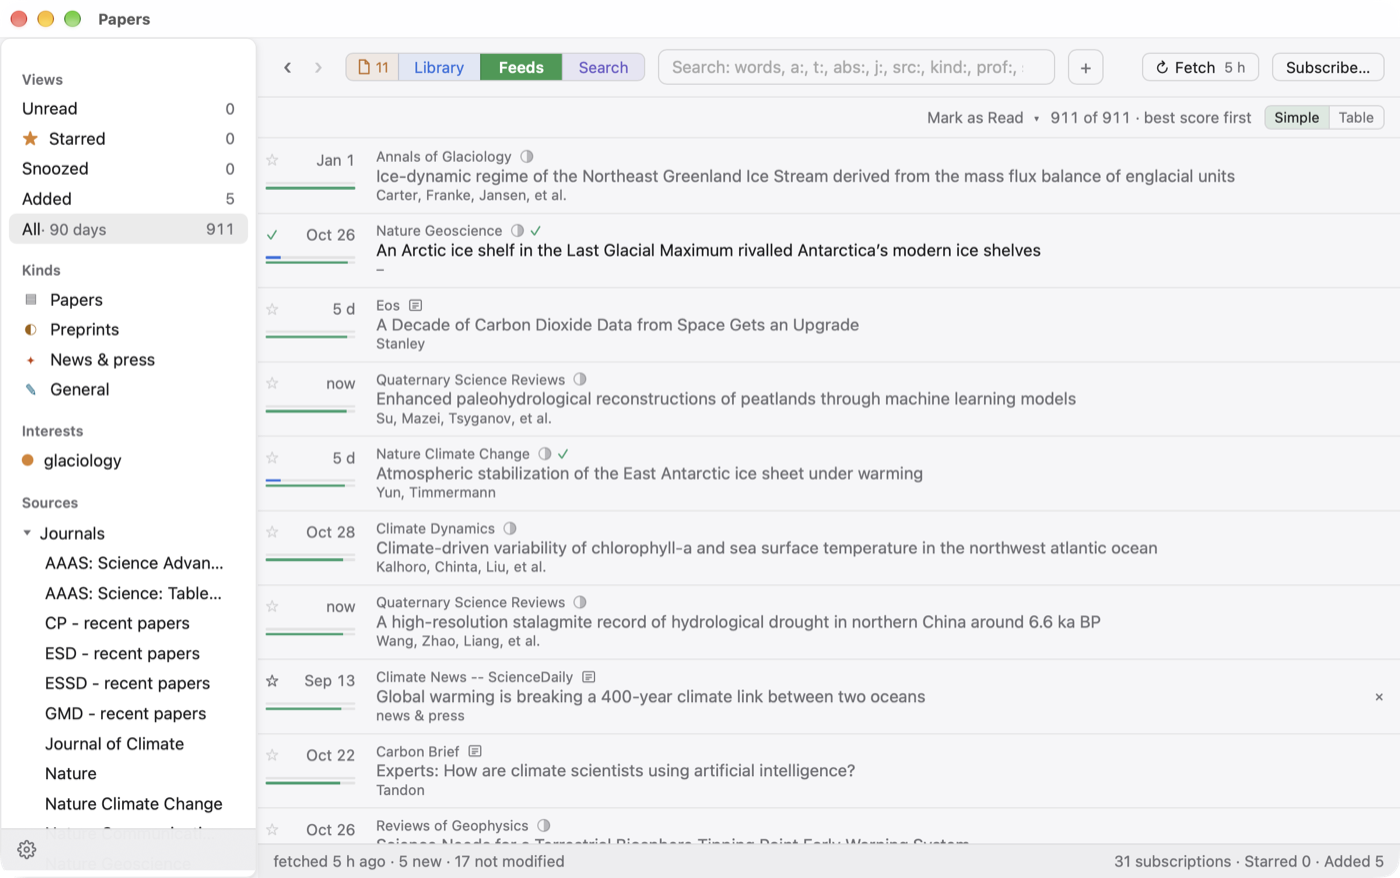 Papers
11 Library Feeds Search Search: words, a:, t:, abs:, j:, src:, kind:, prof:, + Fetch 5 h Subscribe...
Mark as Read 911 of 911 · best score first Simple Table
Views
Unread 0
Starred 0
Snoozed 0
Added 5
All · 90 days 911
Kinds
Papers
Preprints
News & press
General
Interests
glaciology
Sources
Journals
AAAS: Science Advan...
AAAS: Science: Table...
CP - recent papers
ESD - recent papers
ESSD - recent papers
GMD - recent papers
Journal of Climate
Nature
Nature Climate Change
Jan 1 Annals of Glaciology
Ice-dynamic regime of the Northeast Greenland Ice Stream derived from the mass flux balance of englacial units
Carter, Franke, Jansen, et al.
Oct 26 Nature Geoscience
An Arctic ice shelf in the Last Glacial Maximum rivalled Antarctica’s modern ice shelves
–
5 d Eos
A Decade of Carbon Dioxide Data from Space Gets an Upgrade
Stanley
now Quaternary Science Reviews
Enhanced paleohydrological reconstructions of peatlands through machine learning models
Su, Mazei, Tsyganov, et al.
5 d Nature Climate Change
Atmospheric stabilization of the East Antarctic ice sheet under warming
Yun, Timmermann
Oct 28 Climate Dynamics
Climate-driven variability of chlorophyll-a and sea surface temperature in the northwest atlantic ocean
Kalhoro, Chinta, Liu, et al.
now Quaternary Science Reviews
A high-resolution stalagmite record of hydrological drought in northern China around 6.6 ka BP
Wang, Zhao, Liang, et al.
Sep 13 Climate News -- ScienceDaily
Global warming is breaking a 400-year climate link between two oceans
news & press
Oct 22 Carbon Brief
Experts: How are climate scientists using artificial intelligence?
Tandon
Oct 26 Reviews of Geophysics
Science Needs for a Terrestrial Biosphere Tipping Point Early Warning System
fetched 5 h ago · 5 new · 17 not modified 31 subscriptions · Starred 0 · Added 5